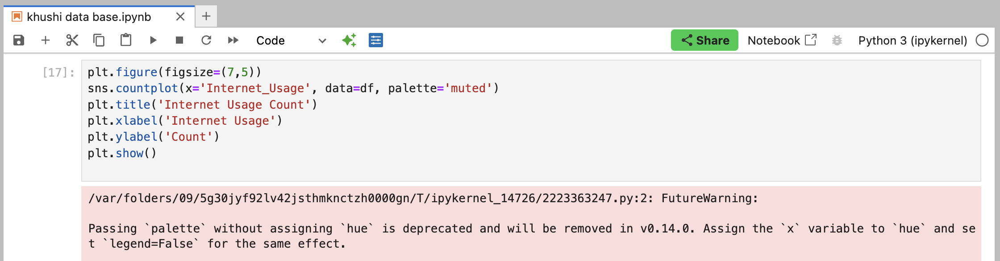 khushi data base.ipynb
Code
Share
Notebook
Python 3 (ipykernel)
[17]:
plt.figure(figsize=(7,5))
sns.countplot(x='Internet_Usage', data=df, palette='muted')
plt.title('Internet Usage Count')
plt.xlabel('Internet Usage')
plt.ylabel('Count')
plt.show()
/var/folders/09/5g30jyf92lv42jsthmknctzh0000gn/T/ipykernel_14726/2223363247.py:2: FutureWarning:
Passing `palette` without assigning `hue` is deprecated and will be removed in v0.14.0. Assign the `x` variable to `hue` and se
t `legend=False` for the same effect.